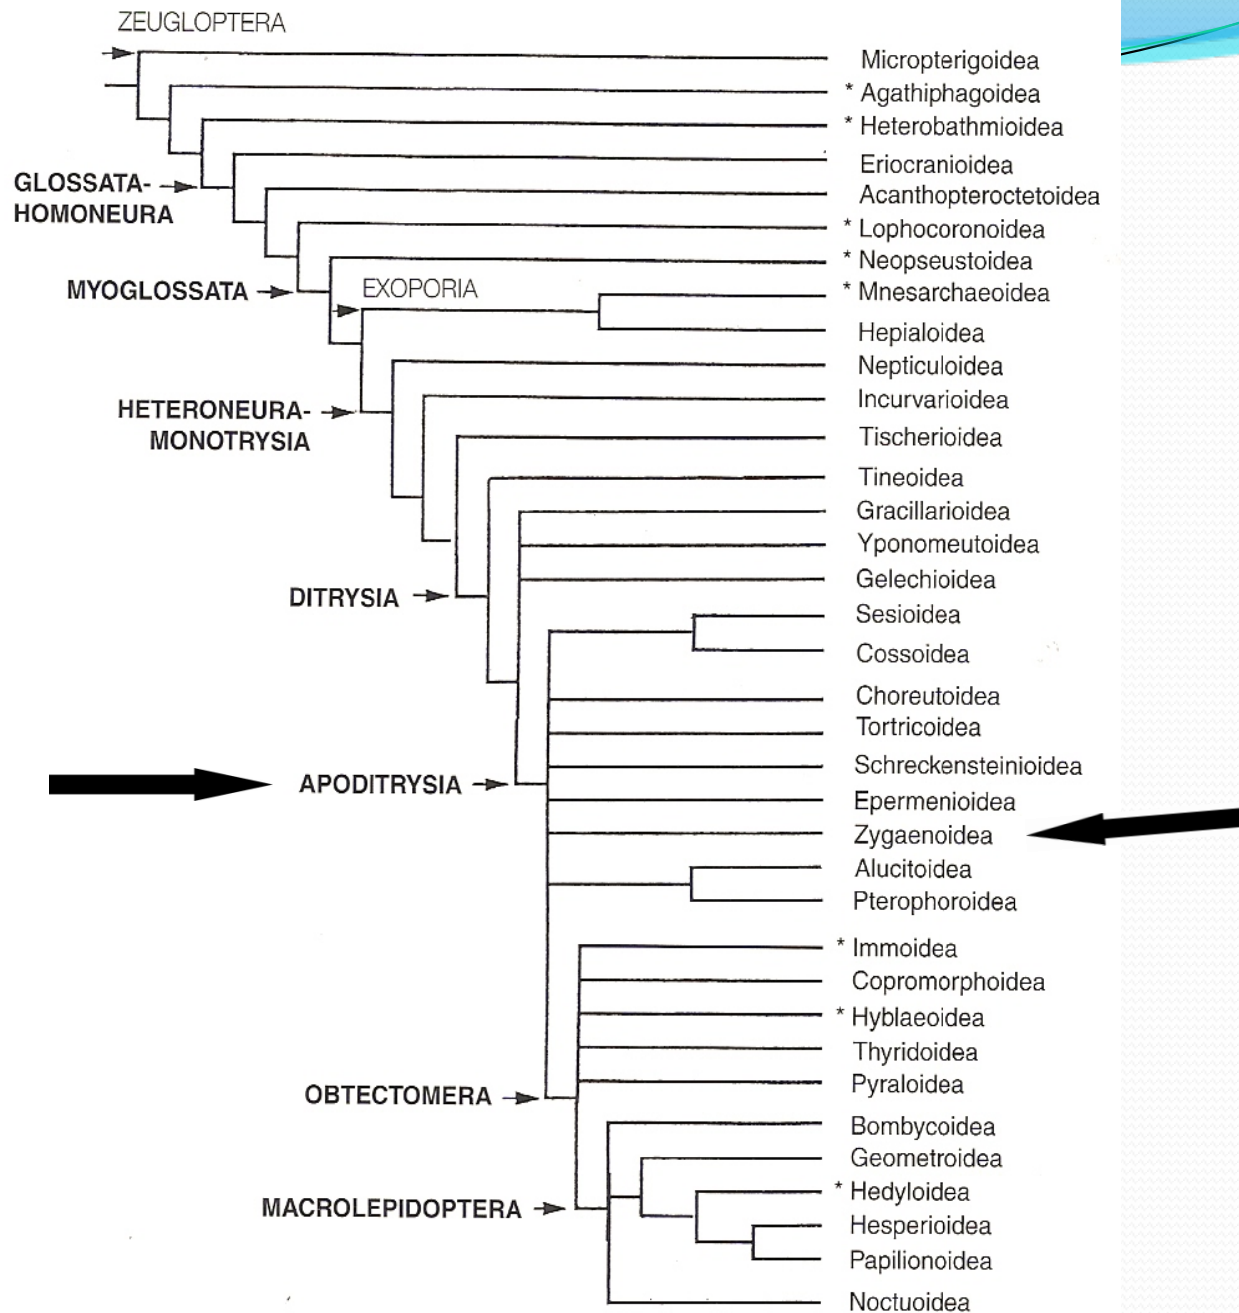 ZEUGLOPTERA
Micropterigoidea
* Agathiphagoidea
* Heterobathmioidea
Eriocranioidea
GLOSSATA-
HOMONEURA
Acanthopteroctetoidea
* Lophocoronoidea
* Neopseustoidea
MYOGLOSSATA
EXOPORIA
* Mnesarchaeoidea
Hepialoidea
Nepticuloidea
Incurvarioidea
HETERONEURA-
MONOTRYSIA
Tischerioidea
Tineoidea
Gracillarioidea
Yponomeutoidea
Gelechioidea
DITRYSIA
Sesioidea
Cossoidea
Choreutoidea
Tortricoidea
Schreckensteinioidea
APODITRYSIA
Epermenioidea
Zygaenoidea
Alucitoidea
Pterophoroidea
* Immoidea
Copromorphoidea
* Hyblaeoidea
Thyridoidea
Pyraloidea
OBTECTOMERA
Bombycoidea
Geometroidea
* Hedyloidea
MACROLEPIDOPTERA
Hesperioidea
Papilionoidea
Noctuoidea